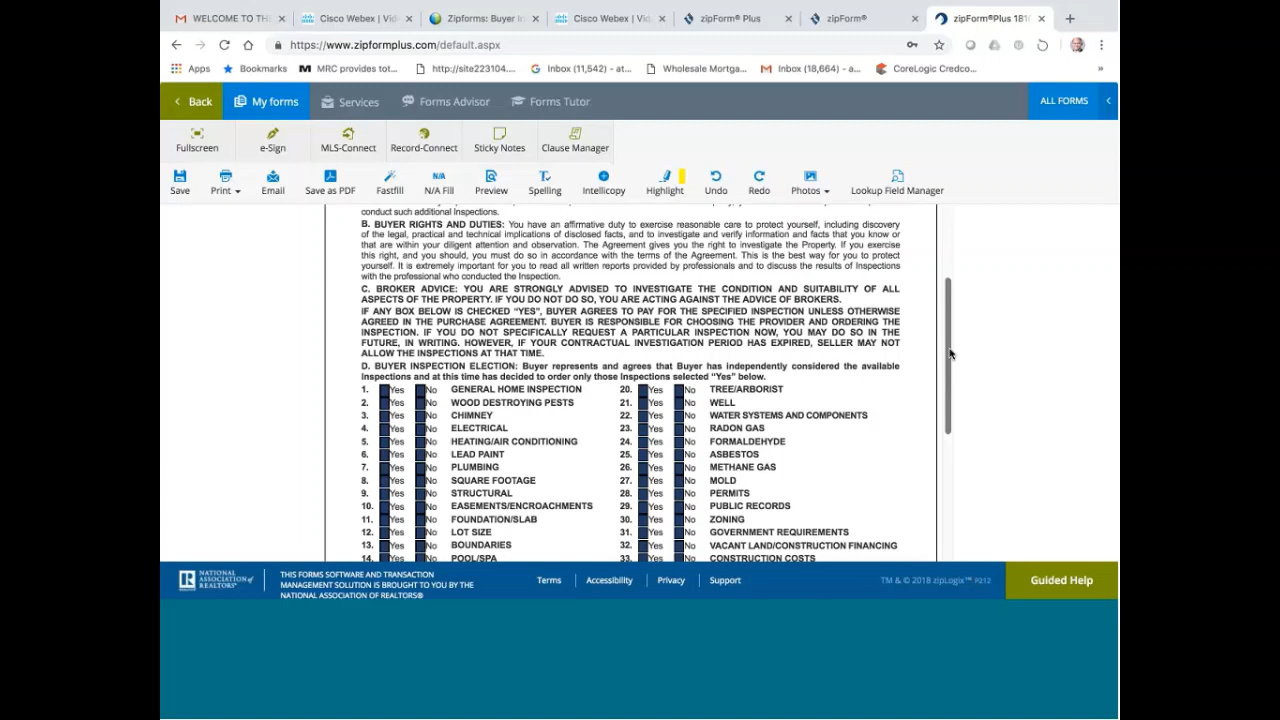 WELCOME TO TH
Cisco Webex | Vid
Zipforms: Buyer In
Cisco Webex | Vid
zipForm® Plus
zipForm®
zipForm®Plus 181
https://www.zipformplus.com/default.aspx
Apps
Bookmarks
MRC provides tot...
http://site223104....
Inbox (11,542) - at...
Wholesale Mortga...
Inbox (18,664) - a...
CoreLogic Credco...
»
Back
My forms
Services
Forms Advisor
Forms Tutor
ALL FORMS
Fullscreen
e-Sign
MLS-Connect
Record-Connect
Sticky Notes
Clause Manager
Save
Print
Email
Save as PDF
Fastfill
N/A
N/A Fill
Preview
Spelling
Intellicopy
Highlight
Undo
Redo
Photos
Lookup Field Manager
conduct such additional Inspections.
B. BUYER RIGHTS AND DUTIES: You have an affirmative duty to exercise reasonable care to protect yourself, including discovery
of the legal, practical and technical implications of disclosed facts, and to investigate and verify information and facts that you know or
that are within your diligent attention and observation. The Agreement gives you the right to investigate the Property. If you exercise
this right, and you should, you must do so in accordance with the terms of the Agreement. This is the best way for you to protect
yourself. It is extremely important for you to read all written reports provided by professionals and to discuss the results of Inspections
with the professional who conducted the Inspection.
C. BROKER ADVICE: YOU ARE STRONGLY ADVISED TO INVESTIGATE THE CONDITION AND SUITABILITY OF ALL
ASPECTS OF THE PROPERTY. IF YOU DO NOT DO SO, YOU ARE ACTING AGAINST THE ADVICE OF BROKERS.
IF ANY BOX BELOW IS CHECKED “YES”, BUYER AGREES TO PAY FOR THE SPECIFIED INSPECTION UNLESS OTHERWISE
AGREED IN THE PURCHASE AGREEMENT. BUYER IS RESPONSIBLE FOR CHOOSING THE PROVIDER AND ORDERING THE
INSPECTION. IF YOU DO NOT SPECIFICALLY REQUEST A PARTICULAR INSPECTION NOW, YOU MAY DO SO IN THE
FUTURE, IN WRITING. HOWEVER, IF YOUR CONTRACTUAL INVESTIGATION PERIOD HAS EXPIRED, SELLER MAY NOT
ALLOW THE INSPECTIONS AT THAT TIME.
D. BUYER INSPECTION ELECTION: Buyer represents and agrees that Buyer has independently considered the available
Inspections and at this time has decided to order only those Inspections selected “Yes” below.
1. Yes No GENERAL HOME INSPECTION 20. Yes No TREE/ARBORIST
2. Yes No WOOD DESTROYING PESTS 21. Yes No WELL
3. Yes No CHIMNEY 22. Yes No WATER SYSTEMS AND COMPONENTS
4. Yes No ELECTRICAL 23. Yes No RADON GAS
5. Yes No HEATING/AIR CONDITIONING 24. Yes No FORMALDEHYDE
6. Yes No LEAD PAINT 25. Yes No ASBESTOS
7. Yes No PLUMBING 26. Yes No METHANE GAS
8. Yes No SQUARE FOOTAGE 27. Yes No MOLD
9. Yes No STRUCTURAL 28. Yes No PERMITS
10. Yes No EASEMENTS/ENCROACHMENTS 29. Yes No PUBLIC RECORDS
11. Yes No FOUNDATION/SLAB 30. Yes No ZONING
12. Yes No LOT SIZE 31. Yes No GOVERNMENT REQUIREMENTS
13. Yes No BOUNDARIES 32. Yes No VACANT LAND/CONSTRUCTION FINANCING
14. Yes No POOL/SPA 33. Yes No CONSTRUCTION COSTS
NATIONAL
ASSOCIATION of
REALTORS®
THIS FORMS SOFTWARE AND TRANSACTION
MANAGEMENT SOLUTION IS BROUGHT TO YOU BY THE
NATIONAL ASSOCIATION OF REALTORS®
Terms
Accessibility
Privacy
Support
TM & © 2018 zipLogix™ P212
Guided Help